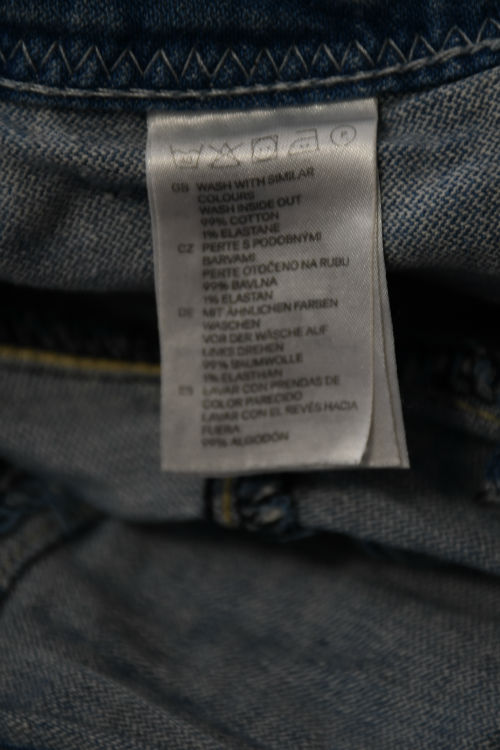 GB WASH WITH SIMILAR
COLOURS
WASH INSIDE OUT
99% COTTON
1% ELASTANE
CZ PERTE S PODOBNÝMI
BARVAMI
PERTE OTOČENO NA RUBU
99% BAVLNA
1% ELASTAN
DE MIT ÄHNLICHEN FARBEN
WASCHEN
VOR DER WÄSCHE AUF
LINKS DREHEN
99% BAUMWOLLE
1% ELASTHAN
ES LAVAR CON PRENDAS DE
COLOR PARECIDO
LAVAR CON EL REVÉS HACIA
FUERA
99% ALGODÓN